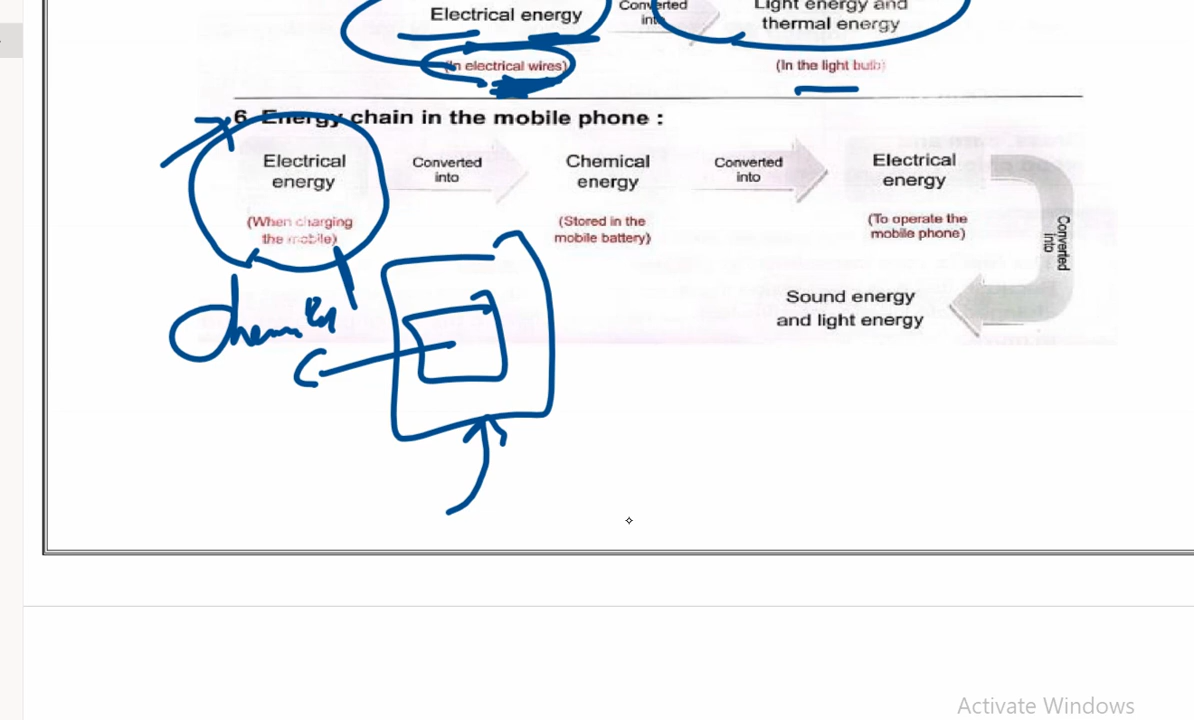 Electrical energy
Converted
into
Light energy and
thermal energy
(In electrical wires)
(In the light bulb)
6. Energy chain in the mobile phone :
Electrical
energy
(When charging
the mobile)
Converted
into
Chemical
energy
(Stored in the
mobile battery)
Converted
into
Electrical
energy
(To operate the
mobile phone)
Converted
into
Sound energy
and light energy
Activate Windows